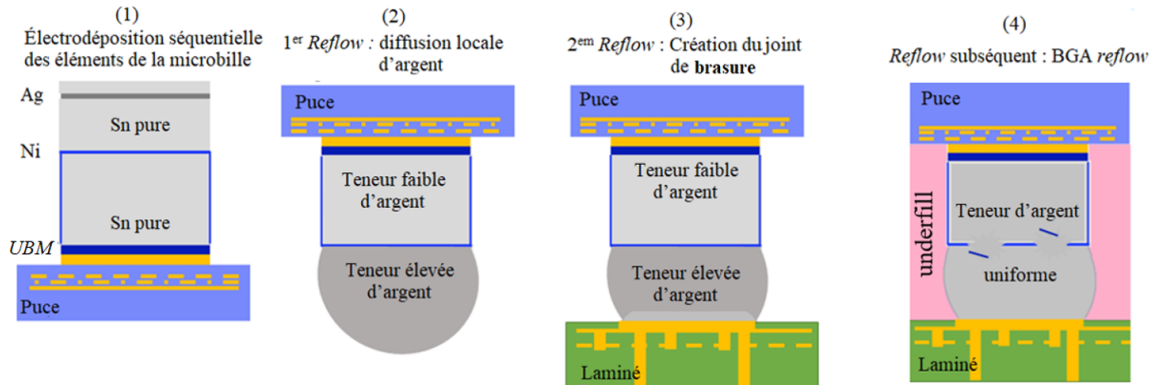 (1)
Électrodéposition séquentielle
des éléments de la microbille
Ag
Sn pure
Ni
Sn pure
UBM
Puce
(2)
1er Reflow : diffusion locale
d’argent
Puce
Teneur faible
d’argent
Teneur élevée
d’argent
(3)
2em Reflow : Création du joint
de brasure
Puce
Teneur faible
d’argent
Teneur élevée
d’argent
Laminé
(4)
Reflow subséquent : BGA reflow
Puce
underfill
Teneur d’argent
uniforme
Laminé